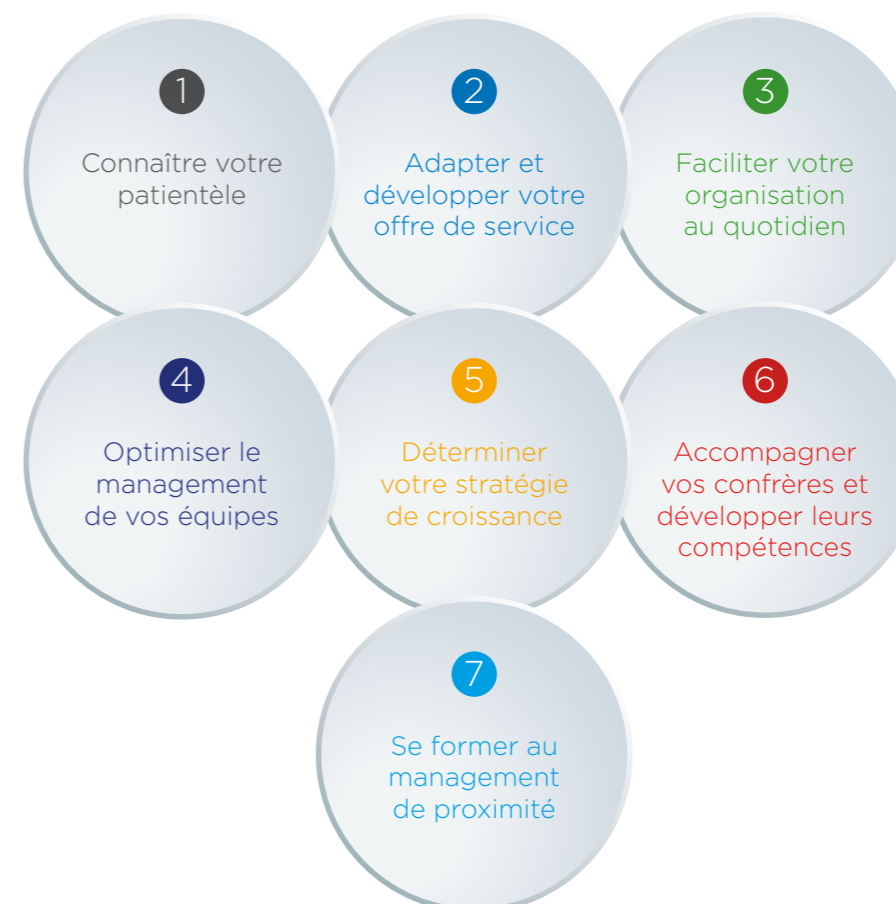 1
Connaître votre
patientèle
2
Adapter et
développer votre
offre de service
3
Faciliter votre
organisation
au quotidien
4
Optimiser le
management
de vos équipes
5
Déterminer
votre stratégie
de croissance
6
Accompagner
vos confrères et
développer leurs
compétences
7
Se former au
management
de proximité